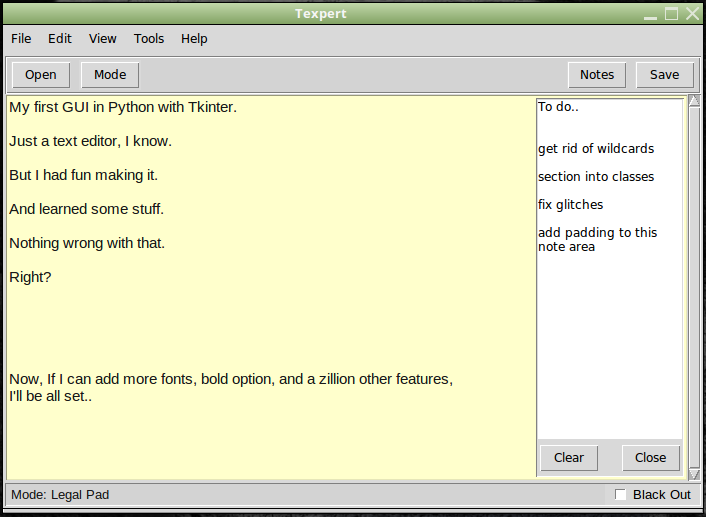 Texpert
File Edit View Tools Help
Open Mode Notes Save
My first GUI in Python with Tkinter.
Just a text editor, I know.
But I had fun making it.
And learned some stuff.
Nothing wrong with that.
Right?
Now, If I can add more fonts, bold option, and a zillion other features,
I'll be all set..
To do..
get rid of wildcards
section into classes
fix glitches
add padding to this
note area
Clear Close
Mode: Legal Pad Black Out